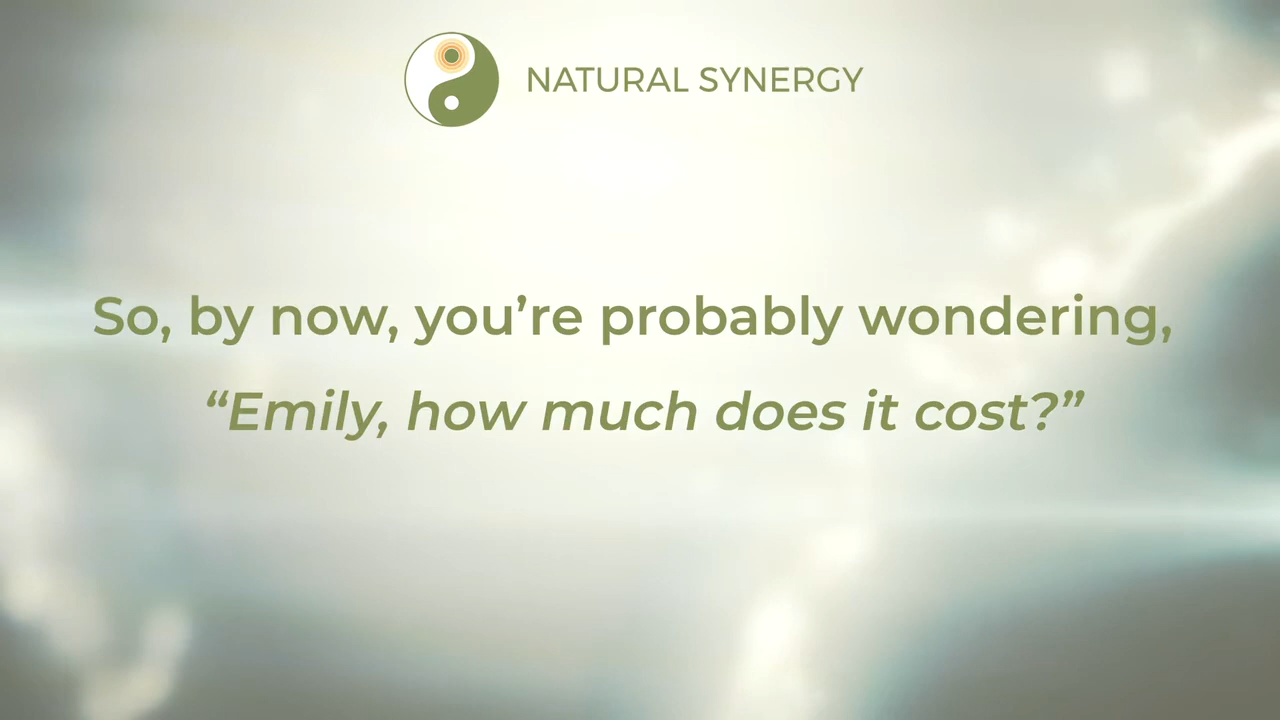 NATURAL SYNERGY
So, by now, you’re probably wondering,
“Emily, how much does it cost?”